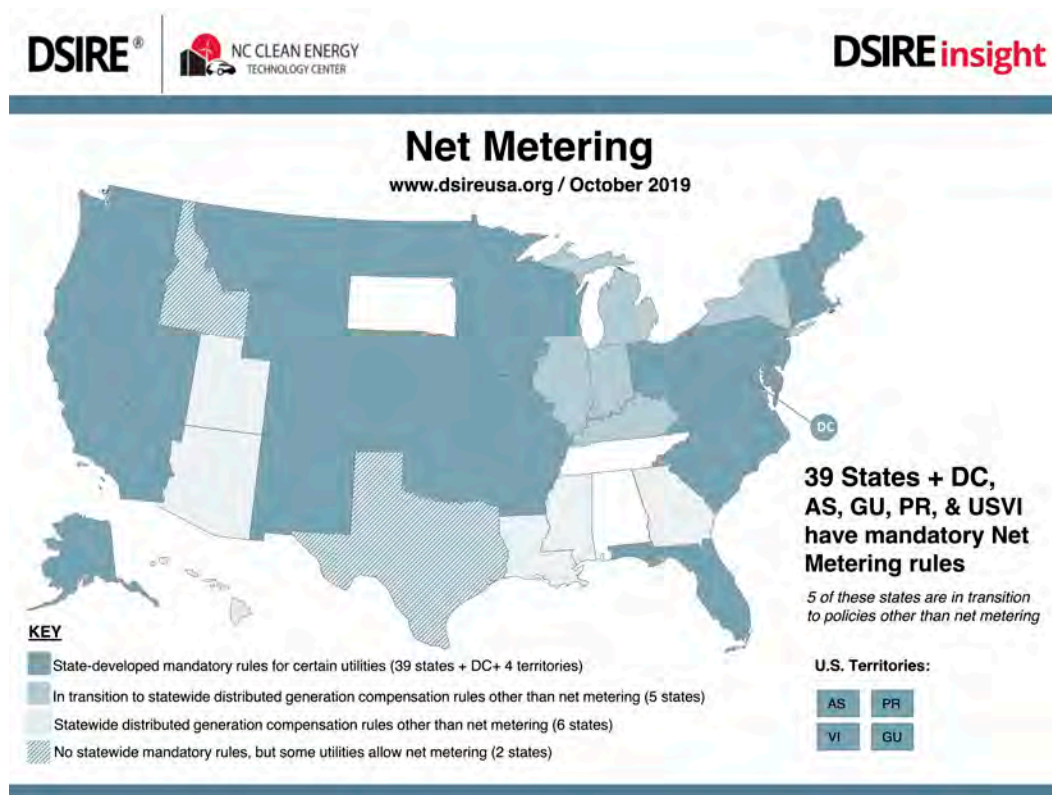 DSIRE®
NC CLEAN ENERGY
TECHNOLOGY CENTER
DSIRE insight
Net Metering
www.dsireusa.org / October 2019
DC
39 States + DC,
AS, GU, PR, & USVI
have mandatory Net
Metering rules
5 of these states are in transition
to policies other than net metering
KEY
State-developed mandatory rules for certain utilities (39 states + DC+ 4 territories)
In transition to statewide distributed generation compensation rules other than net metering (5 states)
Statewide distributed generation compensation rules other than net metering (6 states)
No statewide mandatory rules, but some utilities allow net metering (2 states)
U.S. Territories:
AS PR
VI GU